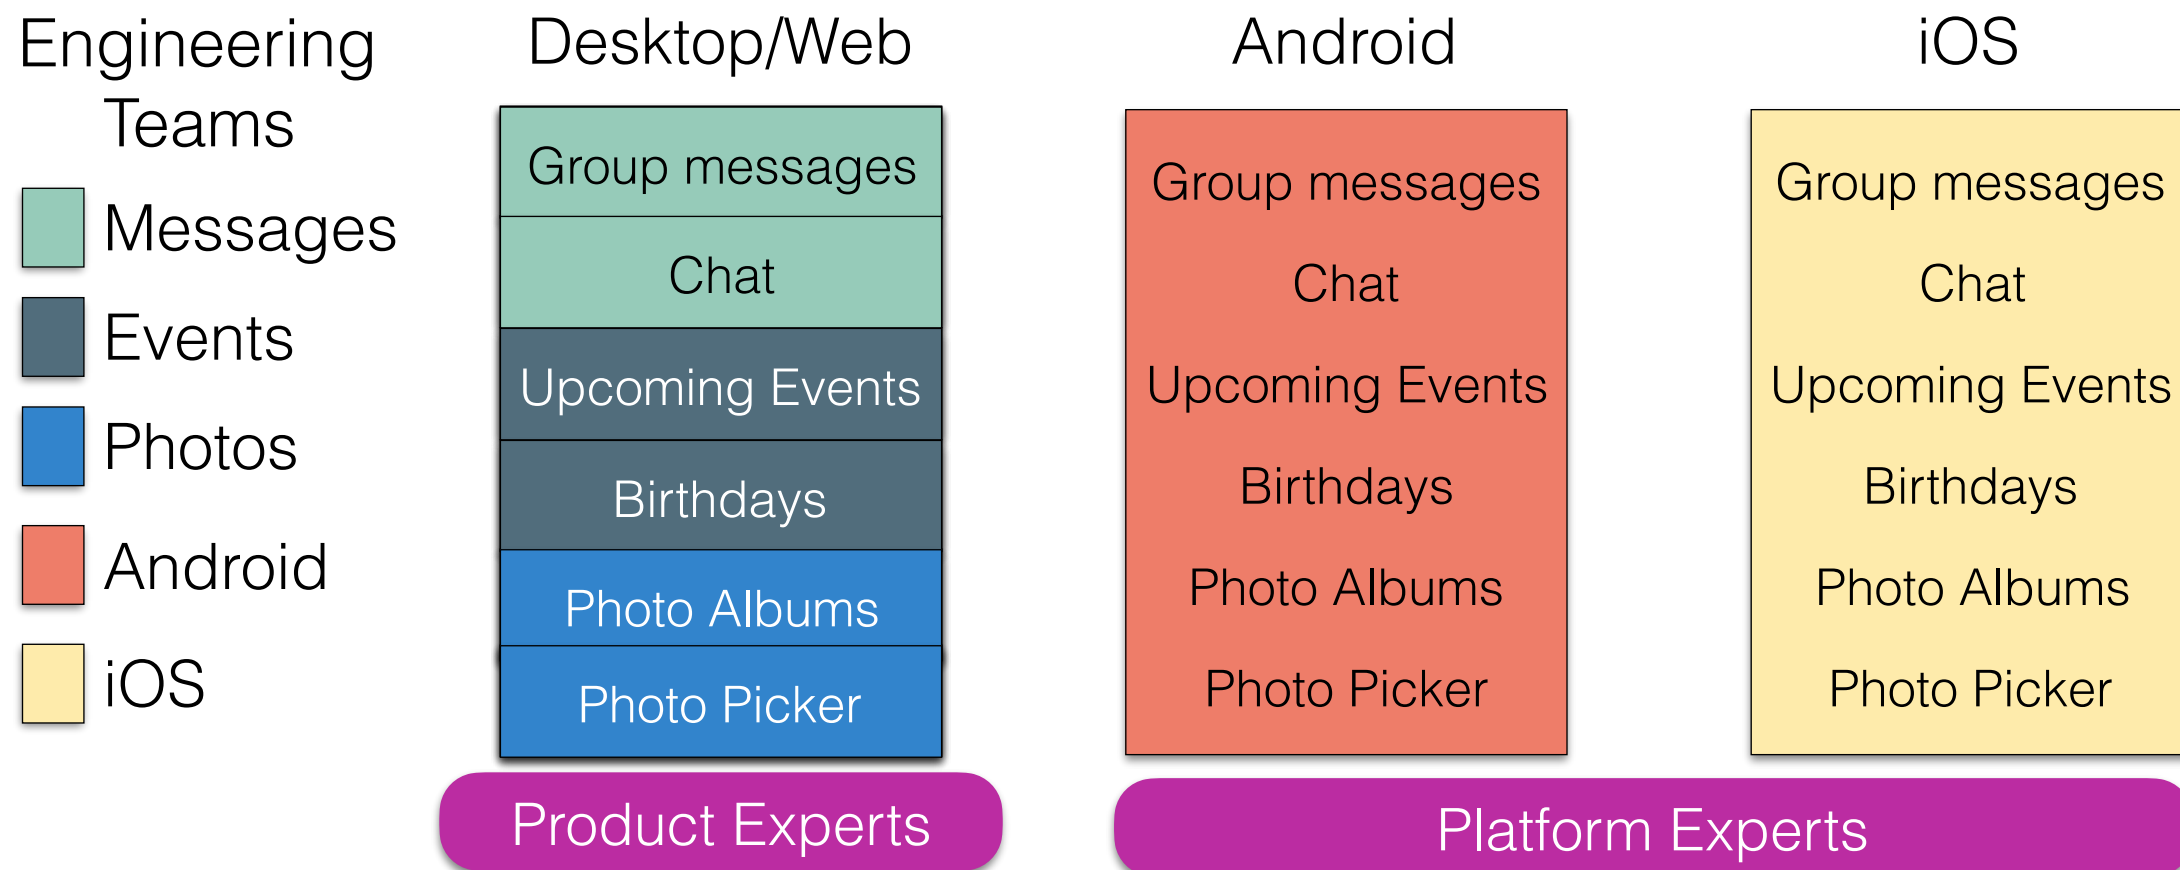 Engineering
Teams
Messages
Events
Photos
Android
iOS
Desktop/Web
Group messages
Chat
Upcoming Events
Birthdays
Photo Albums
Photo Picker
Product Experts
Android
Group messages
Chat
Upcoming Events
Birthdays
Photo Albums
Photo Picker
iOS
Group messages
Chat
Upcoming Events
Birthdays
Photo Albums
Photo Picker
Platform Experts